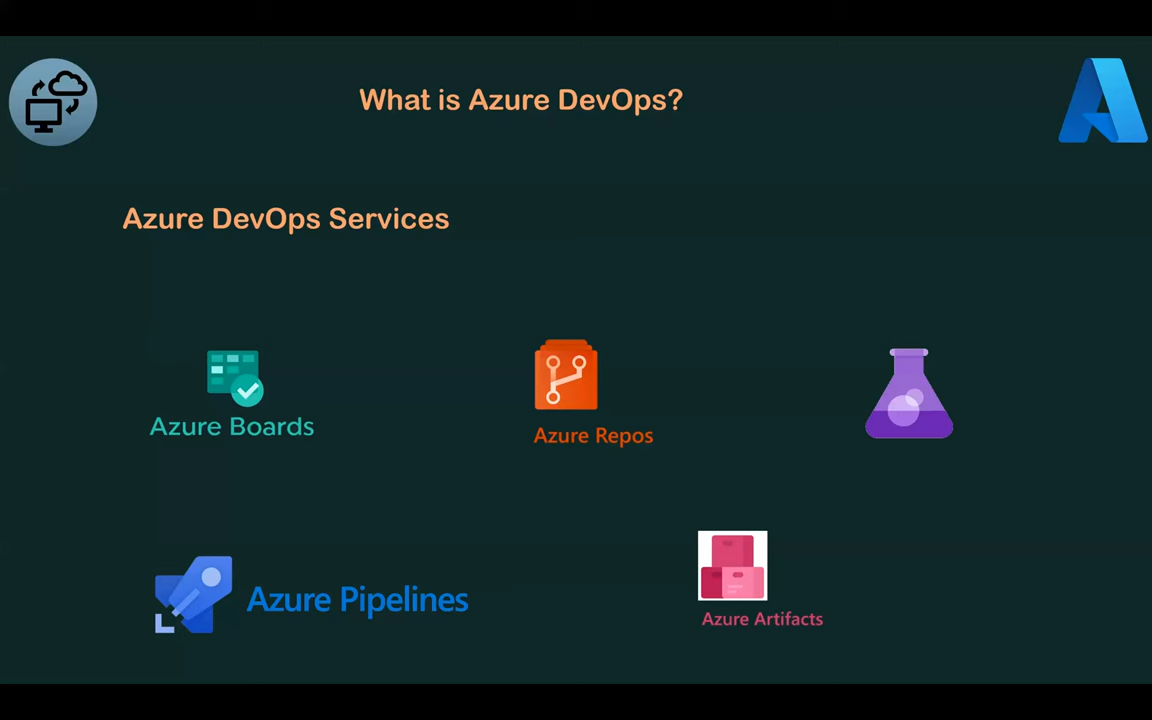 What is Azure DevOps?
Azure DevOps Services
Azure Boards
Azure Repos
Azure Pipelines
Azure Artifacts